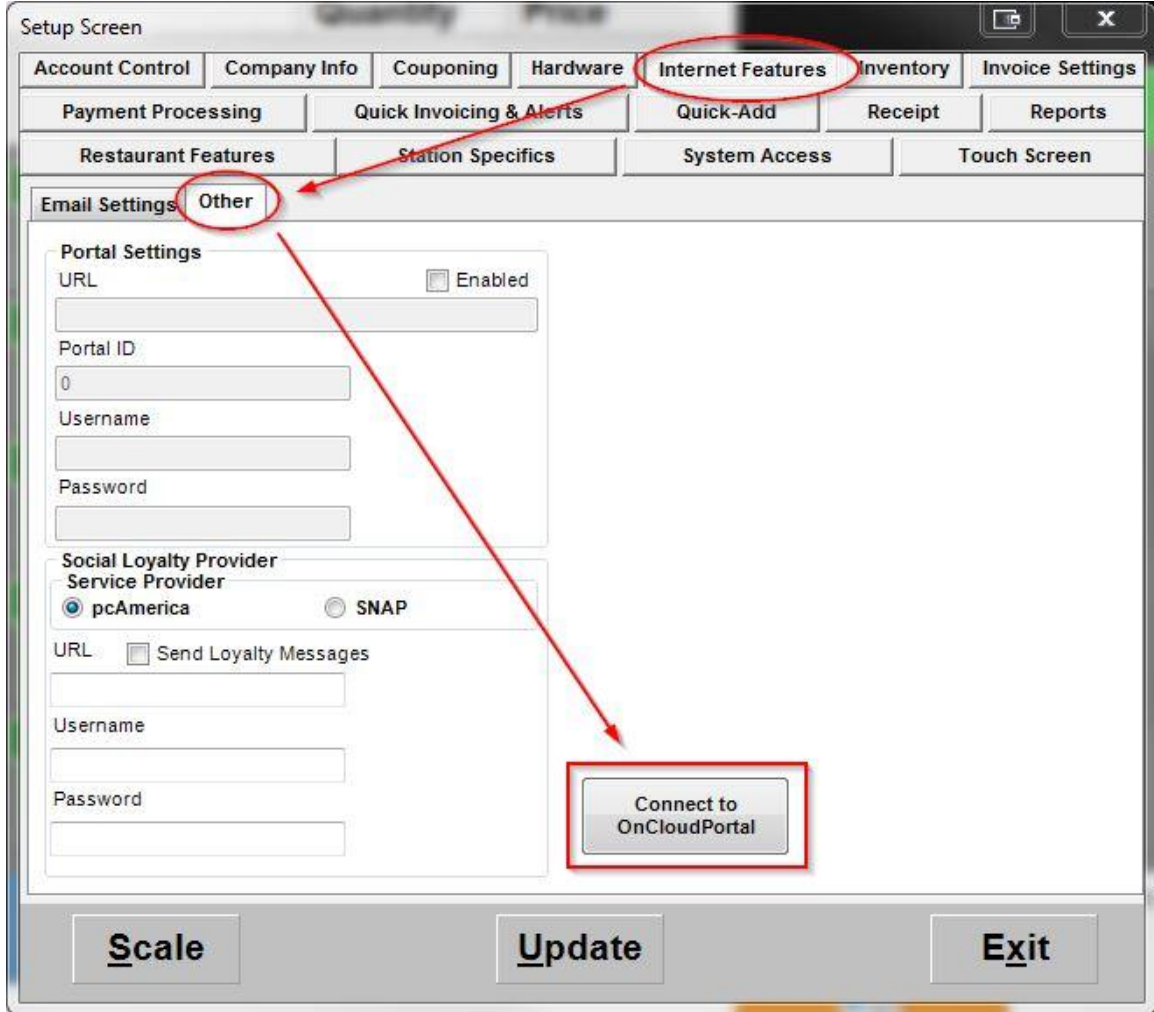 Quantity Price
Setup Screen
Account Control Company Info Couponing Hardware Internet Features Inventory Invoice Settings
Payment Processing Quick Invoicing & Alerts Quick-Add Receipt Reports
Restaurant Features Station Specifics System Access Touch Screen
Email Settings Other
Portal Settings
URL Enabled
Portal ID
0
Username
Password
Social Loyalty Provider
Service Provider
pcAmerica SNAP
URL Send Loyalty Messages
Username
Password
Connect to
OnCloudPortal
Scale Update Exit